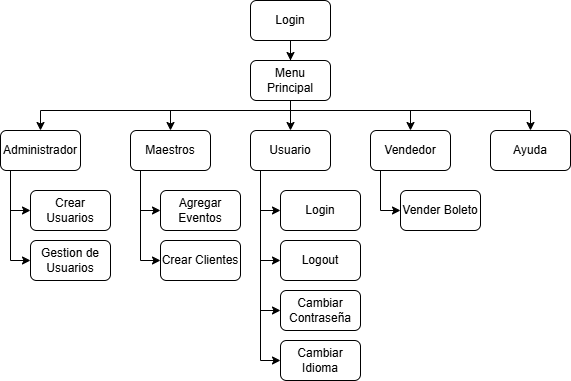 Login
Menu
Principal
Administrador
Maestros
Usuario
Vendedor
Ayuda
Crear
Usuarios
Agregar
Eventos
Login
Vender Boleto
Gestion de
Usuarios
Crear Clientes
Logout
Cambiar
Contraseña
Cambiar
Idioma